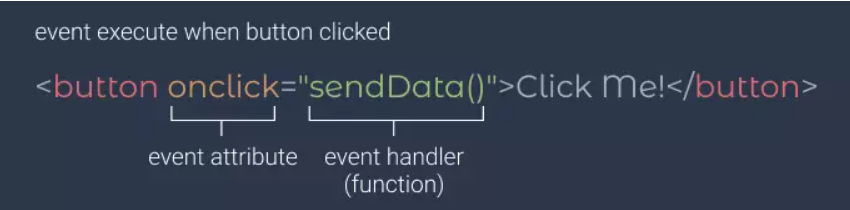 event execute when button clicked
<button onclick="sendData()">Click Me!</button>
event attribute
event handler
(function)